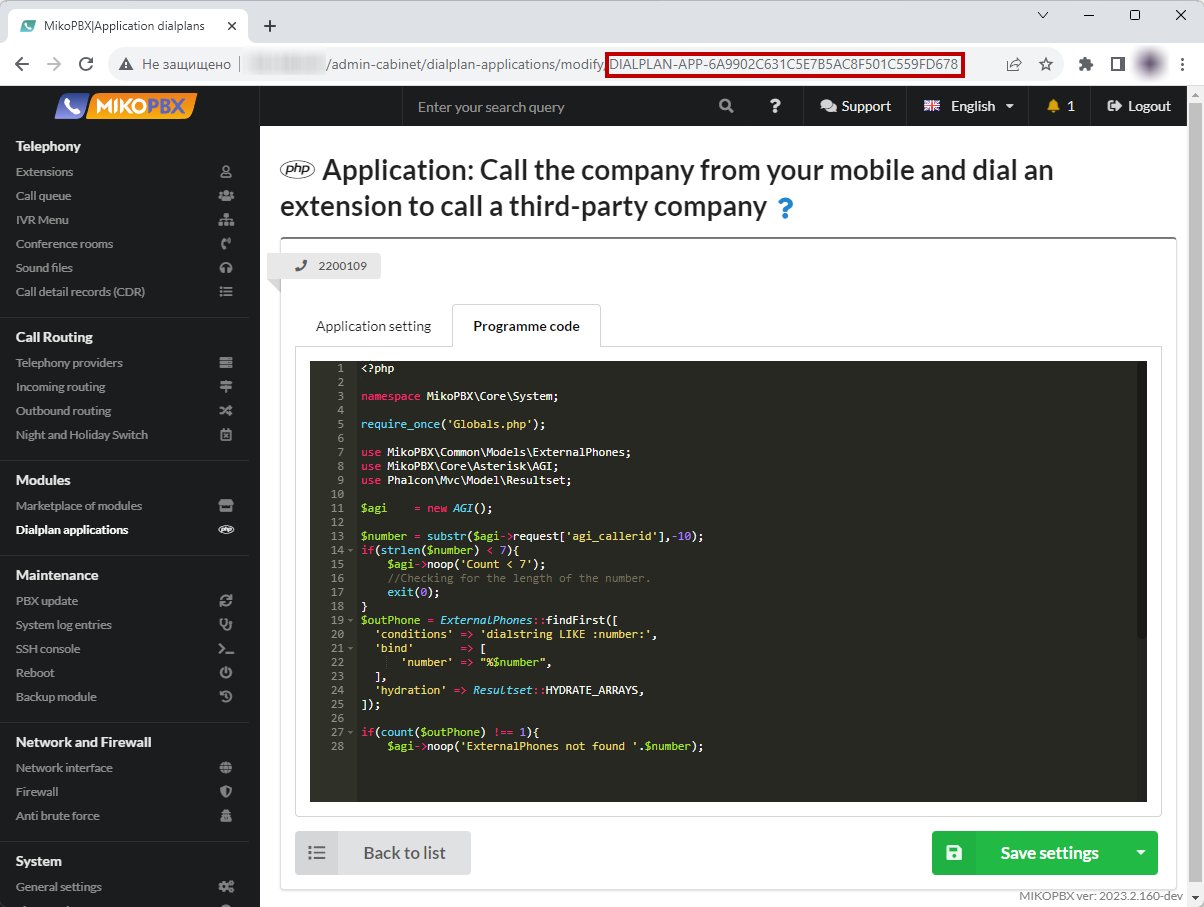 MikoPBX|Application dialplans
Не защищено
/admin-cabinet/dialplan-applications/modify/DIALPLAN-APP-6A9902C631C5E7B5AC8F501C559FD678
MIKOPBX
Enter your search query
?
Support
English
1
Logout
Telephony
Extensions
Call queue
IVR Menu
Conference rooms
Sound files
Call detail records (CDR)
Call Routing
Telephony providers
Incoming routing
Outbound routing
Night and Holiday Switch
Modules
Marketplace of modules
Dialplan applications
php
Maintenance
PBX update
System log entries
SSH console
Reboot
Backup module
Network and Firewall
Network interface
Firewall
Anti brute force
System
General settings
php Application: Call the company from your mobile and dial an
extension to call a third-party company ?
2200109
Application setting
Programme code
1 <?php
2
3 namespace MikoPBX\Core\System;
4
5 require_once('Globals.php');
6
7 use MikoPBX\Common\Models\ExternalPhones;
8 use MikoPBX\Core\Asterisk\AGI;
9 use Phalcon\Mvc\Model\Resultset;
10
11 $agi    = new AGI();
12
13 $number = substr($agi->request['agi_callerid'],-10);
14 if(strlen($number) < 7){
15     $agi->noop('Count < 7');
16     //Checking for the length of the number.
17     exit(0);
18 }
19 $outPhone = ExternalPhones::findFirst([
20   'conditions' => 'dialstring LIKE :number:',
21   'bind'       => [
22       'number' => "%$number",
23   ],
24   'hydration' => Resultset::HYDRATE_ARRAYS,
25 ]);
26
27 if(count($outPhone) !== 1){
28     $agi->noop('ExternalPhones not found '.$number);
Back to list
Save settings
MIKOPBX ver: 2023.2.160-dev